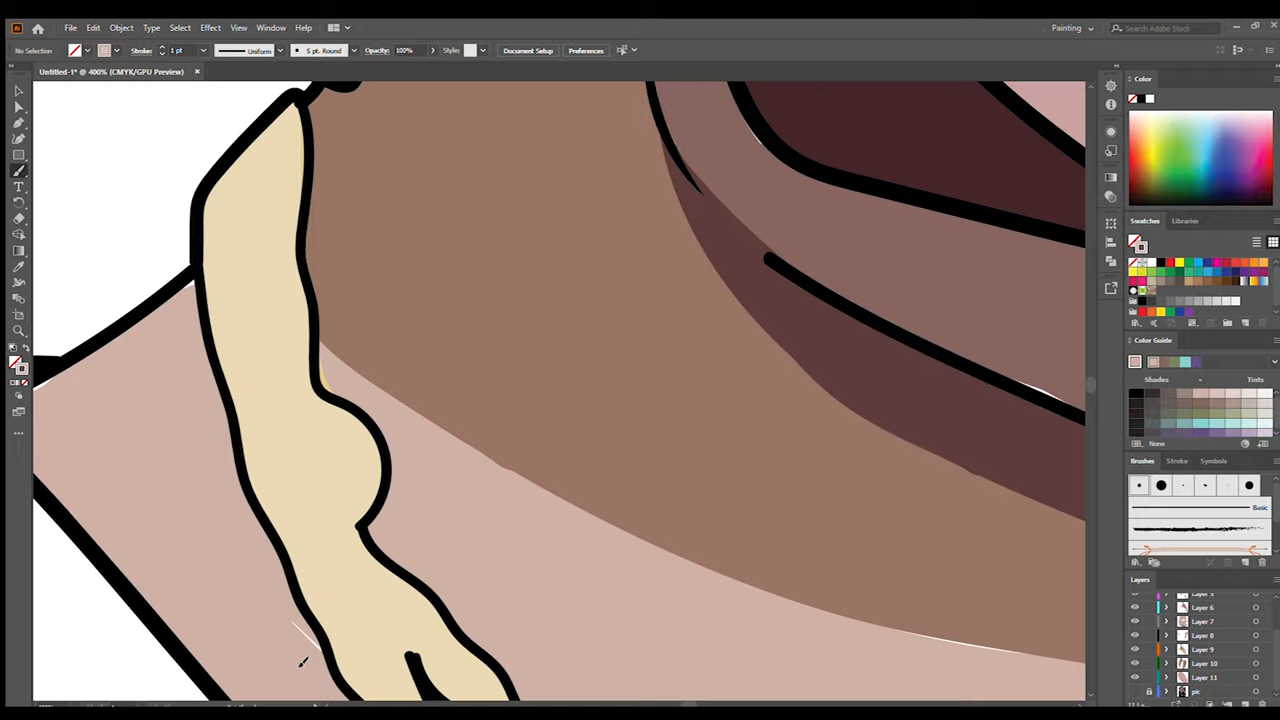 Ai File Edit Object Type Select Effect View Window Help Painting Search Adobe Stock
No Selection Stroke: 1 pt Uniform 5 pt. Round Opacity: 100% Style: Document Setup Preferences
Untitled-1* @ 400% (CMYK/GPU Preview)
Color
Swatches Libraries
Color Guide
Shades Tints
None
Brushes Stroke Symbols
Basic
Layers
Layer 5
Layer 6
Layer 7
Layer 8
Layer 9
Layer 10
Layer 11
pic